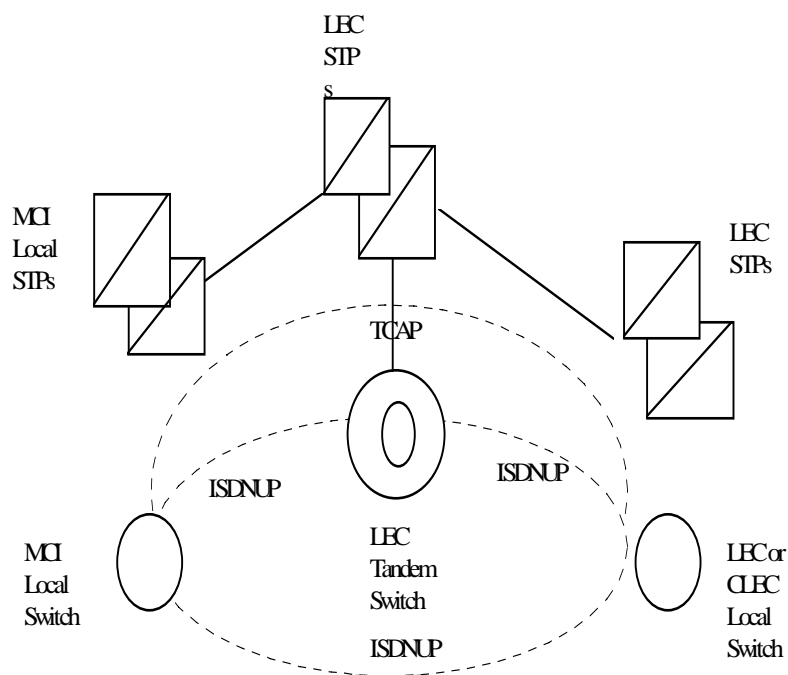 LEC
STP
s
MCI
Local
STPs
LEC
STPs
TCAP
ISDNUP
ISDNUP
MCI
Local
Switch
LEC
Tandem
Switch
LEC or
CLEC
Local
Switch
ISDNUP